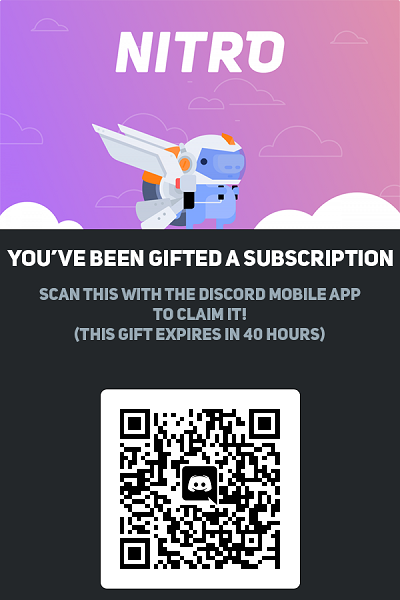 NITRO
YOU'VE BEEN GIFTED A SUBSCRIPTION
SCAN THIS WITH THE DISCORD MOBILE APP
TO CLAIM IT!
(THIS GIFT EXPIRES IN 40 HOURS)